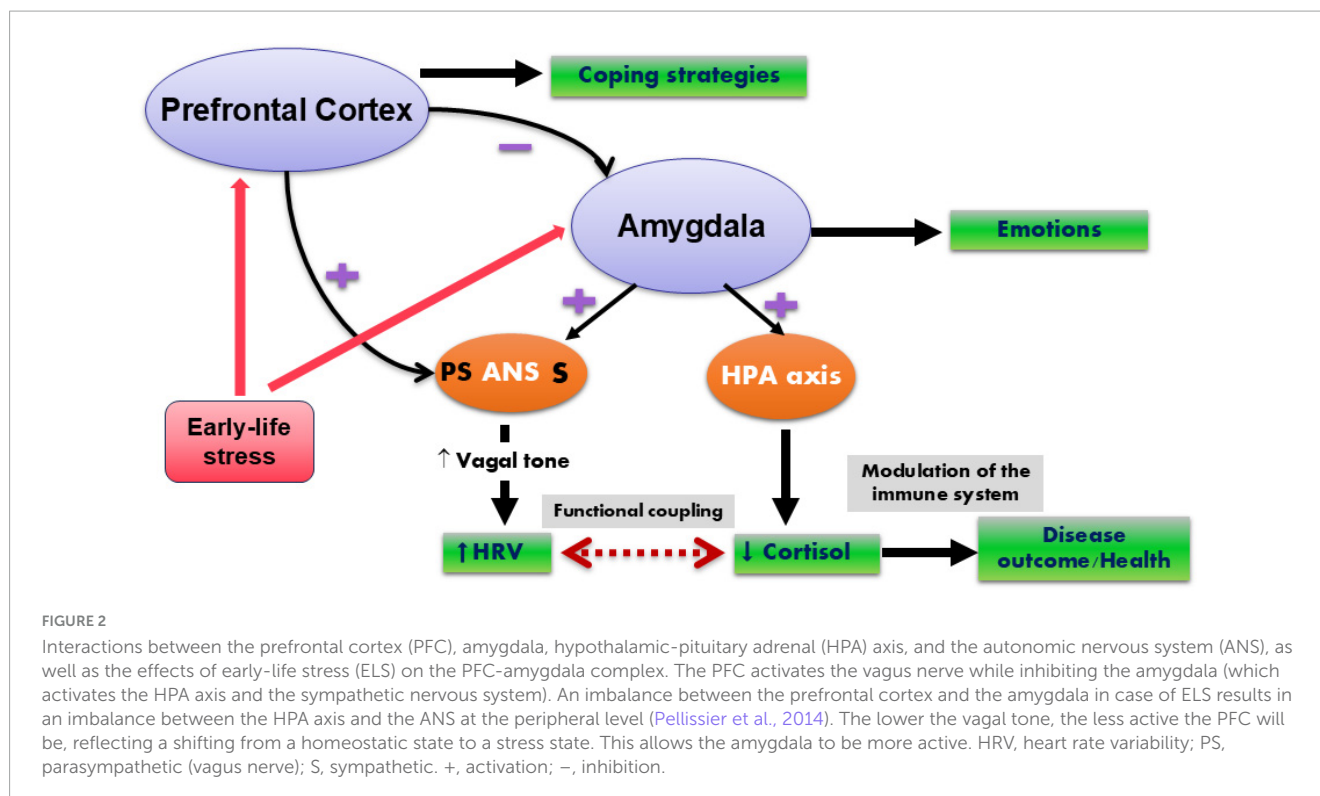 Coping strategies
Prefrontal Cortex
−
Amygdala
Emotions
+
+
+
PS ANS S
HPA axis
Early-life
stress
↑ Vagal tone
Modulation of the
immune system
Functional coupling
↑HRV
↓ Cortisol
Disease
outcome/Health
FIGURE 2
Interactions between the prefrontal cortex (PFC), amygdala, hypothalamic-pituitary adrenal (HPA) axis, and the autonomic nervous system (ANS), as
well as the effects of early-life stress (ELS) on the PFC-amygdala complex. The PFC activates the vagus nerve while inhibiting the amygdala (which
activates the HPA axis and the sympathetic nervous system). An imbalance between the prefrontal cortex and the amygdala in case of ELS results in
an imbalance between the HPA axis and the ANS at the peripheral level (Pellissier et al., 2014). The lower the vagal tone, the less active the PFC will
be, reflecting a shifting from a homeostatic state to a stress state. This allows the amygdala to be more active. HRV, heart rate variability; PS,
parasympathetic (vagus nerve); S, sympathetic. +, activation; −, inhibition.